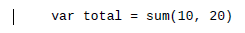 var total = sum(10, 20)